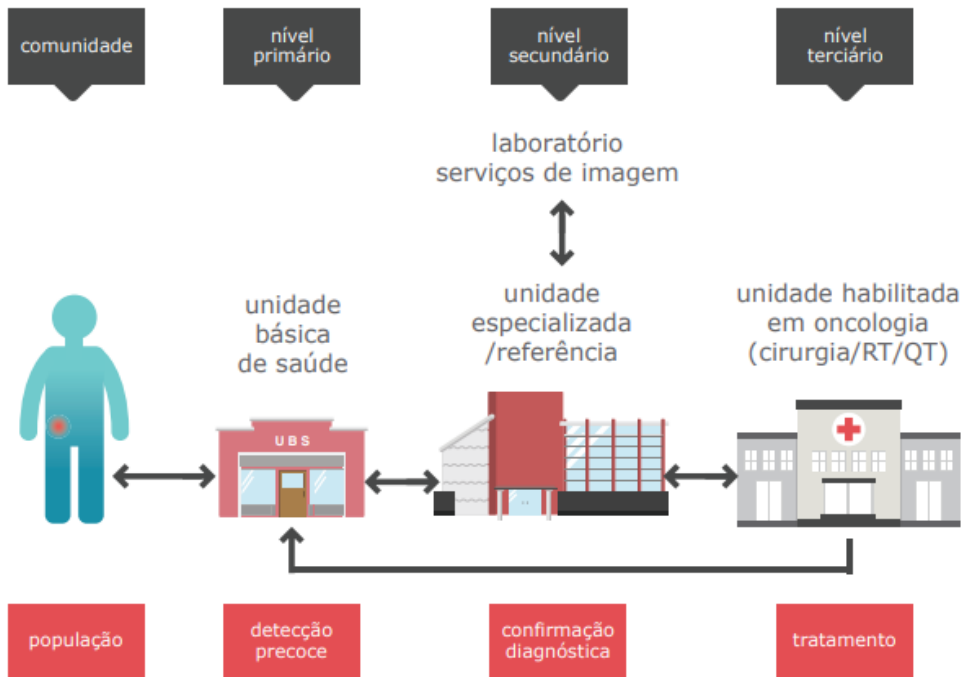 comunidade
nível
primário
nível
secundário
nível
terciário
laboratório
serviços de imagem
unidade
básica
de saúde
unidade
especializada
/referência
unidade habilitada
em oncologia
(cirurgia/RT/QT)
UBS
população
detecção
precoce
confirmação
diagnóstica
tratamento